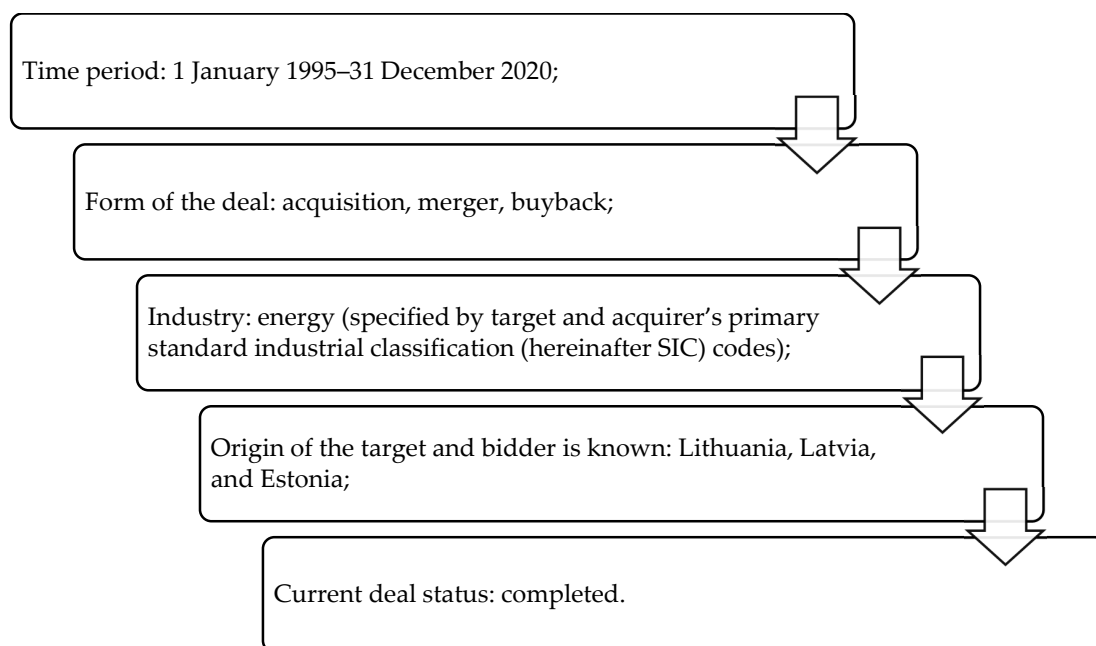 Time period: 1 January 1995–31 December 2020;
Form of the deal: acquisition, merger, buyback;
Industry: energy (specified by target and acquirer’s primary
standard industrial classification (hereinafter SIC) codes);
Origin of the target and bidder is known: Lithuania, Latvia,
and Estonia;
Current deal status: completed.